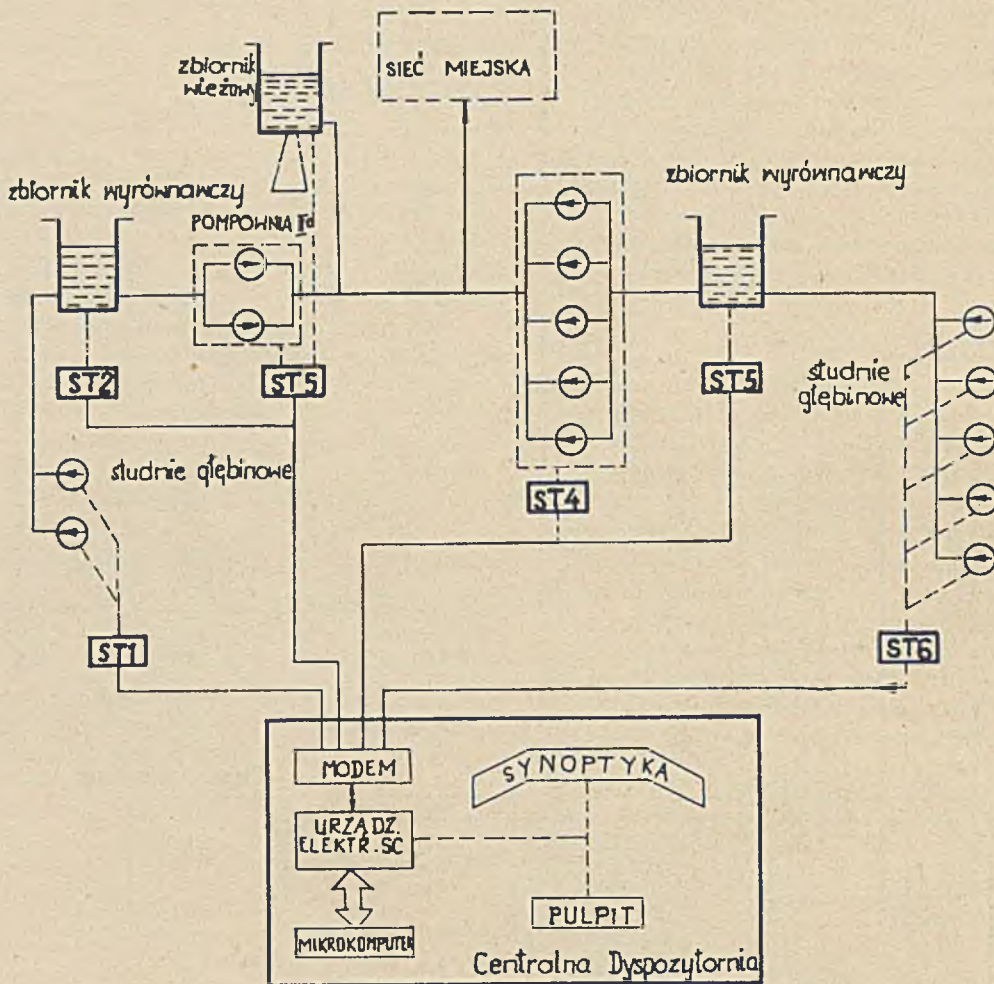 zbiornik
wieżowy
SIEĆ MIEJSKA
zbiornik wyrównawczy
zbiornik wyrównawczy
POMPOWNIA I°
ST2
ST5
ST5
studnie
głębinowe
studnie głębinowe
ST4
ST1
ST6
MODEM
SYNOPTYKA
URZĄDZ.
ELEKTR. SC
PULPIT
MIKROKOMPUTER
Centralna Dyspozytornia